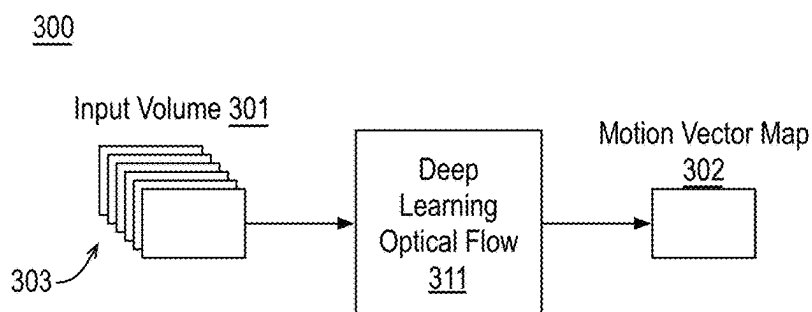 300
Input Volume 301
303
Deep
Learning
Optical Flow
311
Motion Vector Map
302